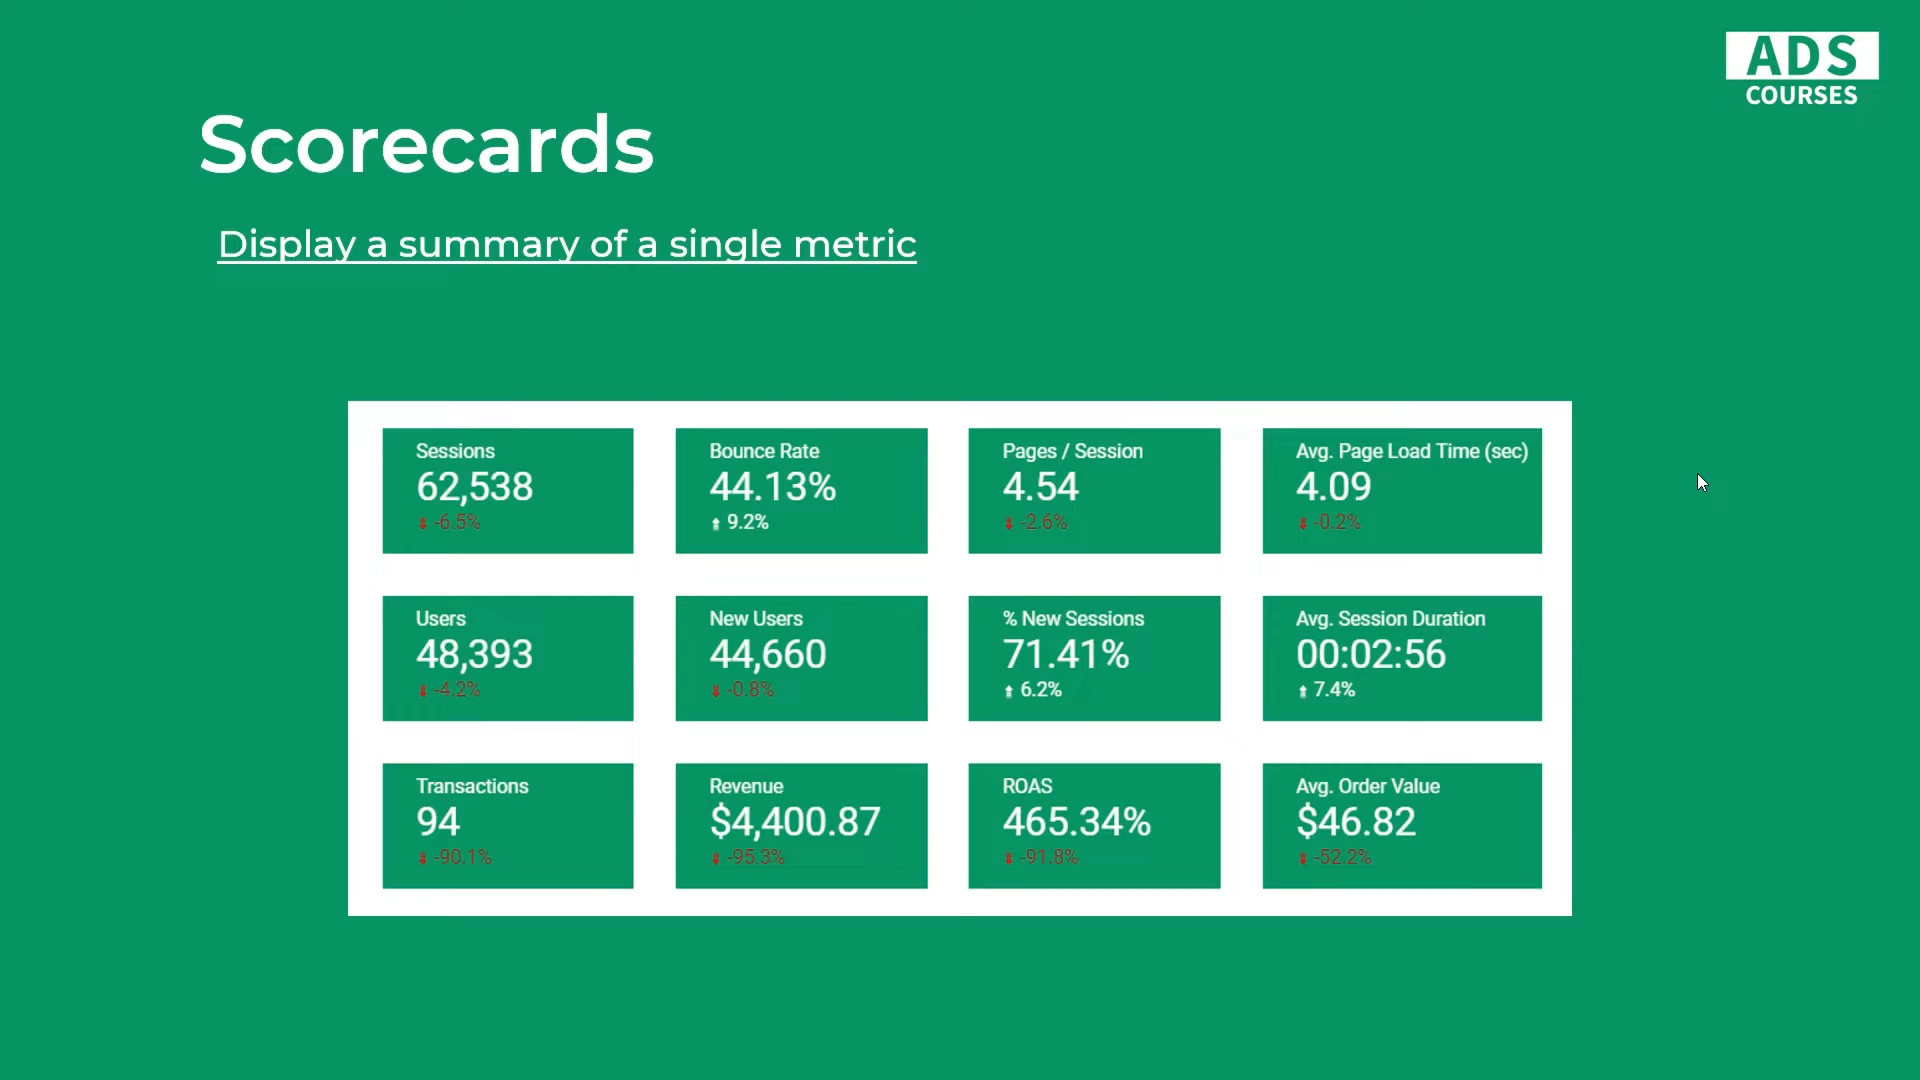 ADS
COURSES
Scorecards
Display a summary of a single metric
Sessions
62,538
-6.5%
Bounce Rate
44.13%
9.2%
Pages / Session
4.54
-2.6%
Avg. Page Load Time (sec)
4.09
-0.2%
Users
48,393
-4.2%
New Users
44,660
-0.8%
% New Sessions
71.41%
6.2%
Avg. Session Duration
00:02:56
7.4%
Transactions
94
-90.1%
Revenue
$4,400.87
-95.3%
ROAS
465.34%
-91.8%
Avg. Order Value
$46.82
-52.2%